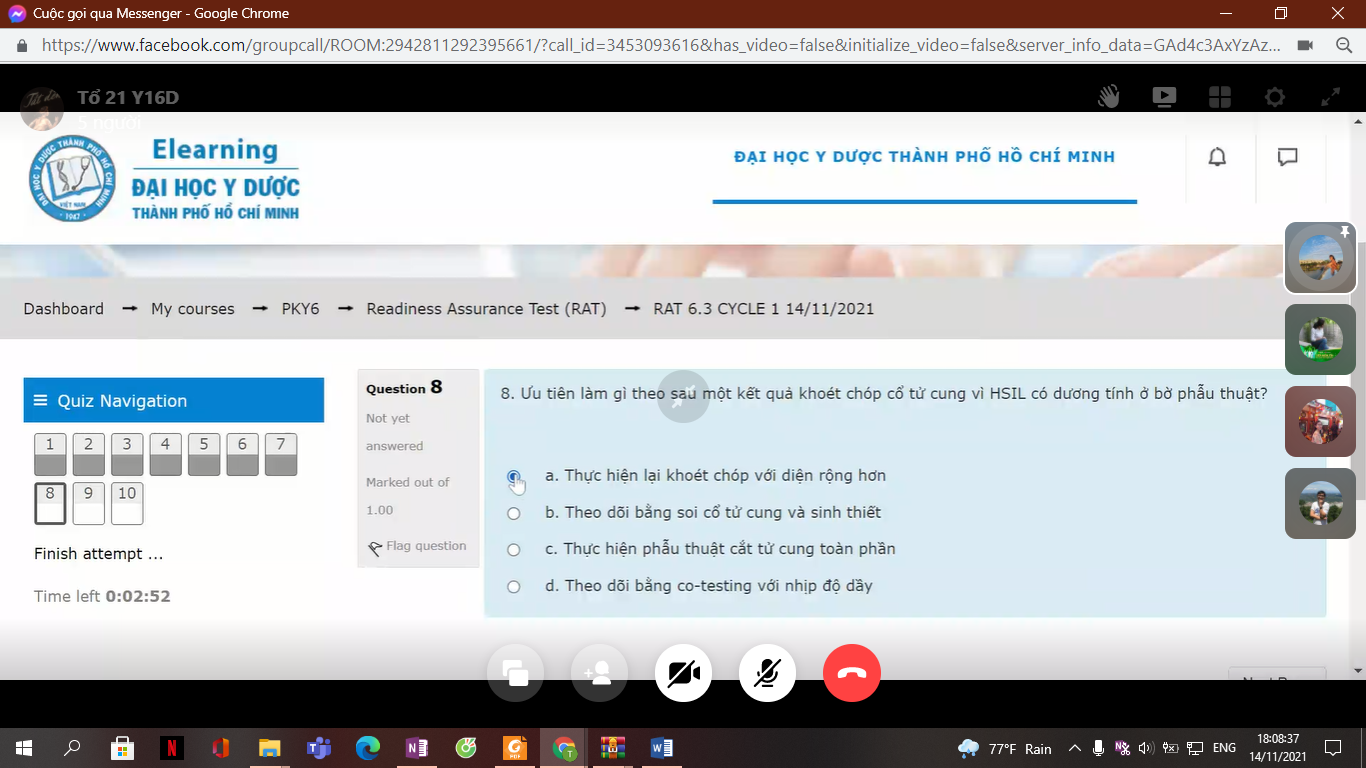 Cuộc gọi qua Messenger - Google Chrome
https://www.facebook.com/groupcall/ROOM:2942811292395661/?call_id=3453093616&has_video=false&initialize_video=false&server_info_data=GAd4c3AxYzAz...
Tổ 21 Y16D
5 người
Elearning
ĐẠI HỌC Y DƯỢC
THÀNH PHỐ HỒ CHÍ MINH
ĐẠI HỌC Y DƯỢC THÀNH PHỐ HỒ CHÍ MINH
Dashboard → My courses → PKY6 → Readiness Assurance Test (RAT) → RAT 6.3 CYCLE 1 14/11/2021
Quiz Navigation
1 2 3 4 5 6 7
8 9 10
Finish attempt ...
Time left 0:02:52
Question 8
Not yet
answered
Marked out of
1.00
Flag question
8. Ưu tiên làm gì theo sau một kết quả khoét chóp cổ tử cung vì HSIL có dương tính ở bờ phẫu thuật?
a. Thực hiện lại khoét chóp với diện rộng hơn
b. Theo dõi bằng soi cổ tử cung và sinh thiết
c. Thực hiện phẫu thuật cắt tử cung toàn phần
d. Theo dõi bằng co-testing với nhịp độ dầy
77°F Rain
ENG
18:08:37
14/11/2021